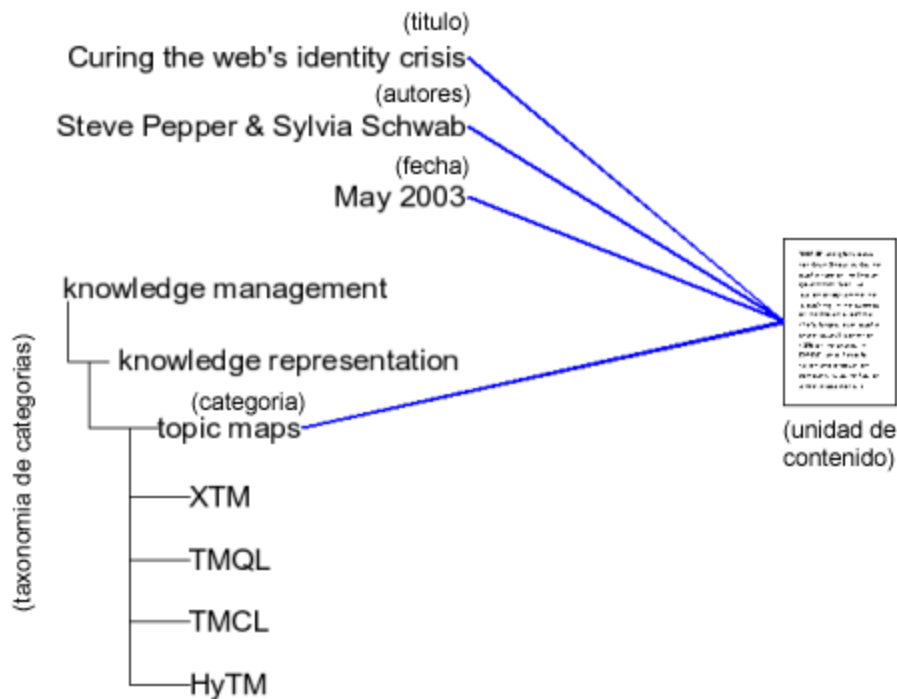 (titulo)
Curing the web's identity crisis
(autores)
Steve Pepper & Sylvia Schwab
(fecha)
May 2003
knowledge management
knowledge representation
(categoria)
topic maps
XTM
TMQL
TMCL
HyTM
(taxonomia de categorias)
(unidad de
contenido)